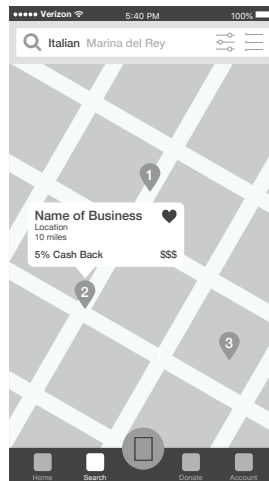 Verizon 5:40 PM 100%
Italian Marina del Rey
1
Name of Business
Location
10 miles
5% Cash Back $$$
2
3
Home Search Donate Account